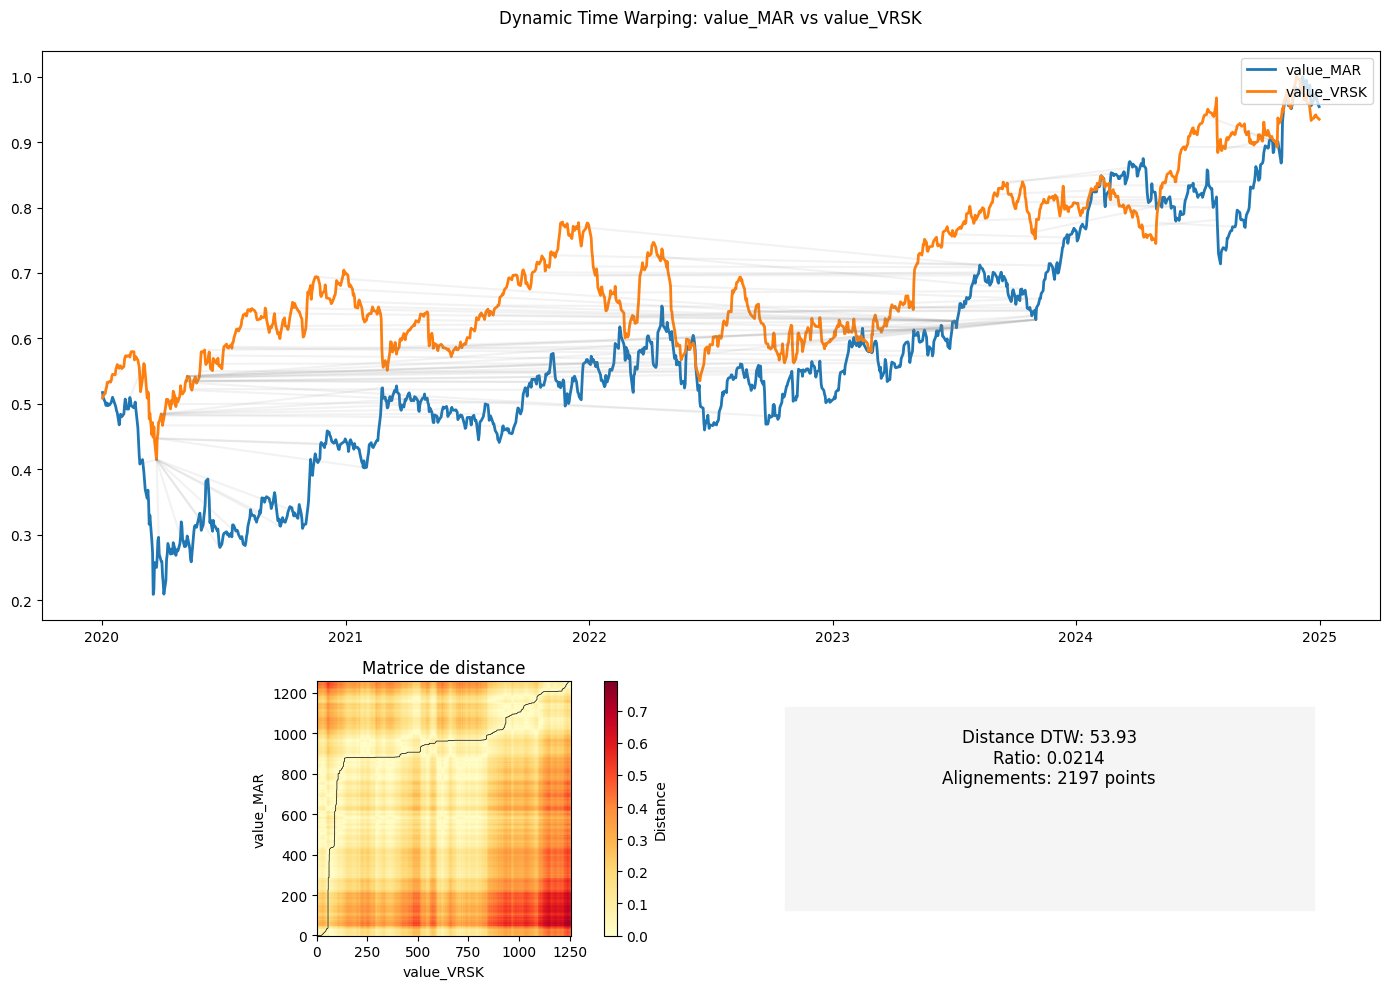 Dynamic Time Warping: value_MAR vs value_VRSK
value_MAR
value_VRSK
1.0
0.9
0.8
0.7
0.6
0.5
0.4
0.3
0.2
2020 2021 2022 2023 2024 2025
Matrice de distance
1200
1000
800
600
400
200
0
value_MAR
0 250 500 750 1000 1250
value_VRSK
0.7
0.6
0.5
0.4
0.3
0.2
0.1
0.0
Distance
Distance DTW: 53.93
Ratio: 0.0214
Alignements: 2197 points